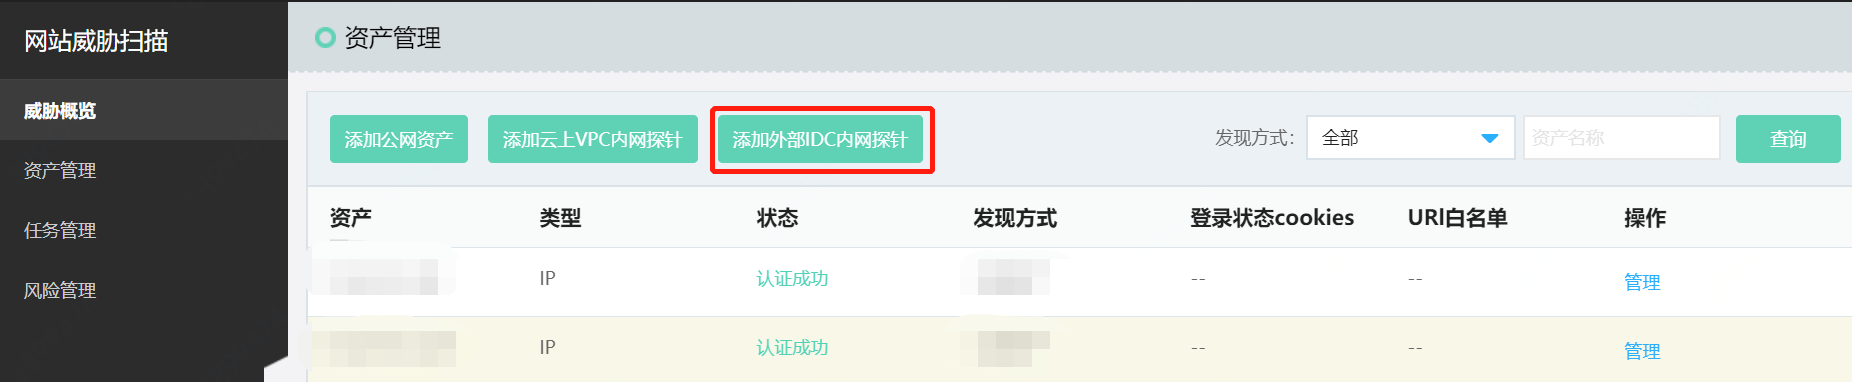 网站威胁扫描
威胁概览
资产管理
任务管理
风险管理
资产管理
添加公网资产 添加云上VPC内网探针 添加外部IDC内网探针 发现方式： 全部 资产名称 查询
资产 类型 状态 发现方式 登录状态cookies URl白名单 操作
IP 认证成功 -- -- 管理
IP 认证成功 -- -- 管理